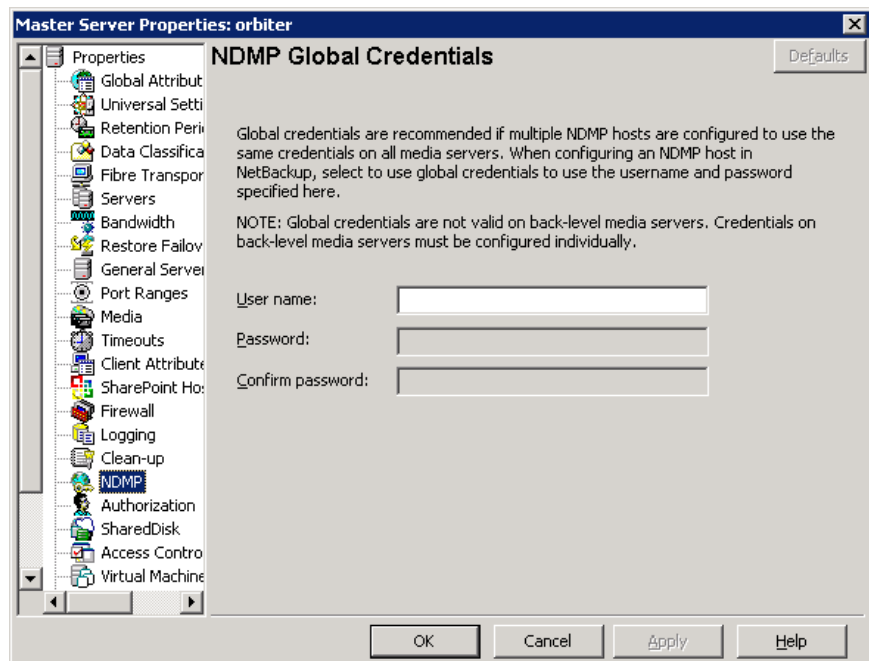 Master Server Properties: orbiter
Properties
Global Attribut
Universal Setti
Retention Peri
Data Classifica
Fibre Transpor
Servers
Bandwidth
Restore Failov
General Server
Port Ranges
Media
Timeouts
Client Attribute
SharePoint Hos
Firewall
Logging
Clean-up
NDMP
Authorization
SharedDisk
Access Contro
Virtual Machine
NDMP Global Credentials
Defaults
Global credentials are recommended if multiple NDMP hosts are configured to use the
same credentials on all media servers. When configuring an NDMP host in
NetBackup, select to use global credentials to use the username and password
specified here.
NOTE: Global credentials are not valid on back-level media servers. Credentials on
back-level media servers must be configured individually.
User name:
Password:
Confirm password:
OK
Cancel
Apply
Help